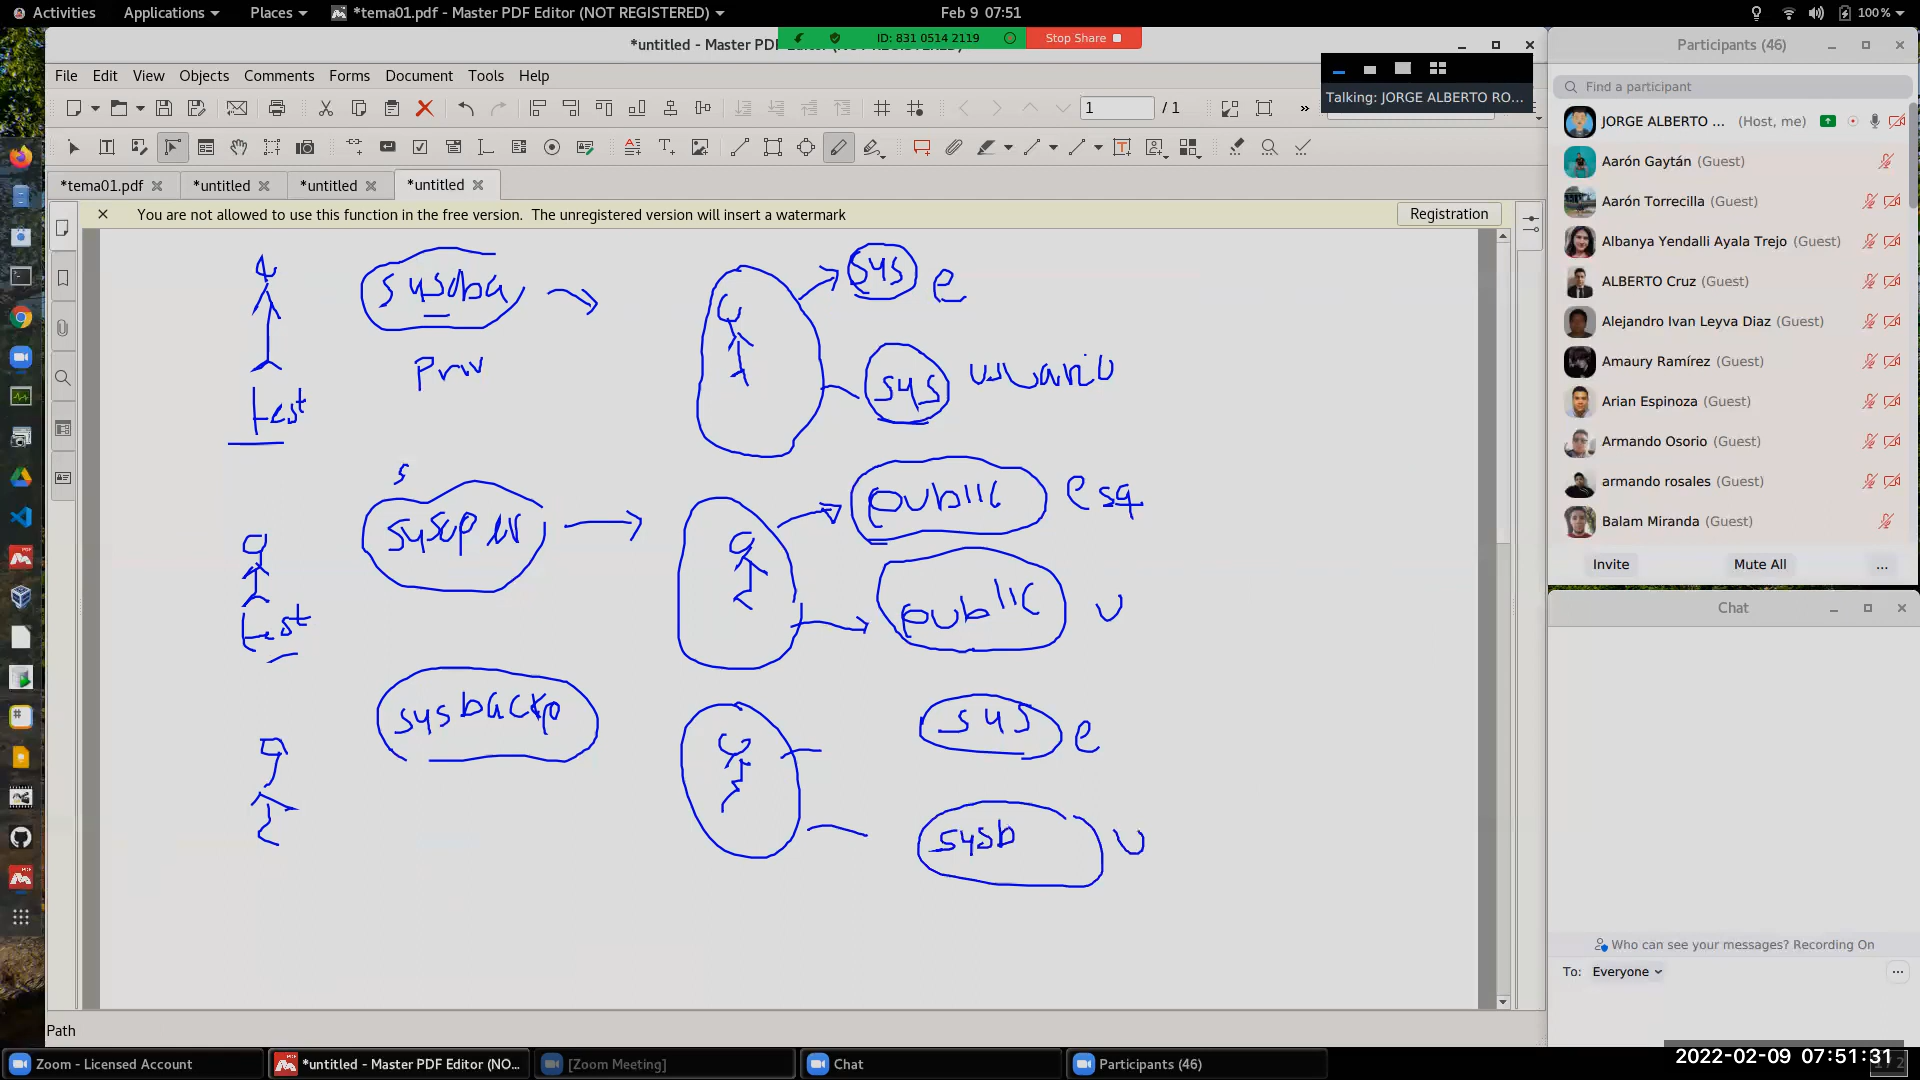 Activities
Applications
Places
*tema01.pdf - Master PDF Editor (NOT REGISTERED)
Feb 9 07:51
100%
*untitled - Master PDF
ID: 831 0514 2119
Stop Share
File Edit View Objects Comments Forms Document Tools Help
Talking: JORGE ALBERTO RO...
1 / 1
*tema01.pdf
*untitled
*untitled
*untitled
You are not allowed to use this function in the free version. The unregistered version will insert a watermark
Registration
sysdba
sys e
Priv
sys usuario
test
s
public esq
sysoper
public u
test
sysbackp
sys e
sysb u
Path
Participants (46)
Find a participant
JORGE ALBERTO ... (Host, me)
Aarón Gaytán (Guest)
Aarón Torrecilla (Guest)
Albanya Yendalli Ayala Trejo (Guest)
ALBERTO Cruz (Guest)
Alejandro Ivan Leyva Diaz (Guest)
Amaury Ramírez (Guest)
Arian Espinoza (Guest)
Armando Osorio (Guest)
armando rosales (Guest)
Balam Miranda (Guest)
Invite
Mute All
...
Chat
Who can see your messages? Recording On
To: Everyone
Zoom - Licensed Account
*untitled - Master PDF Editor (NO...
[Zoom Meeting]
Chat
Participants (46)
2022-02-09 07:51:31